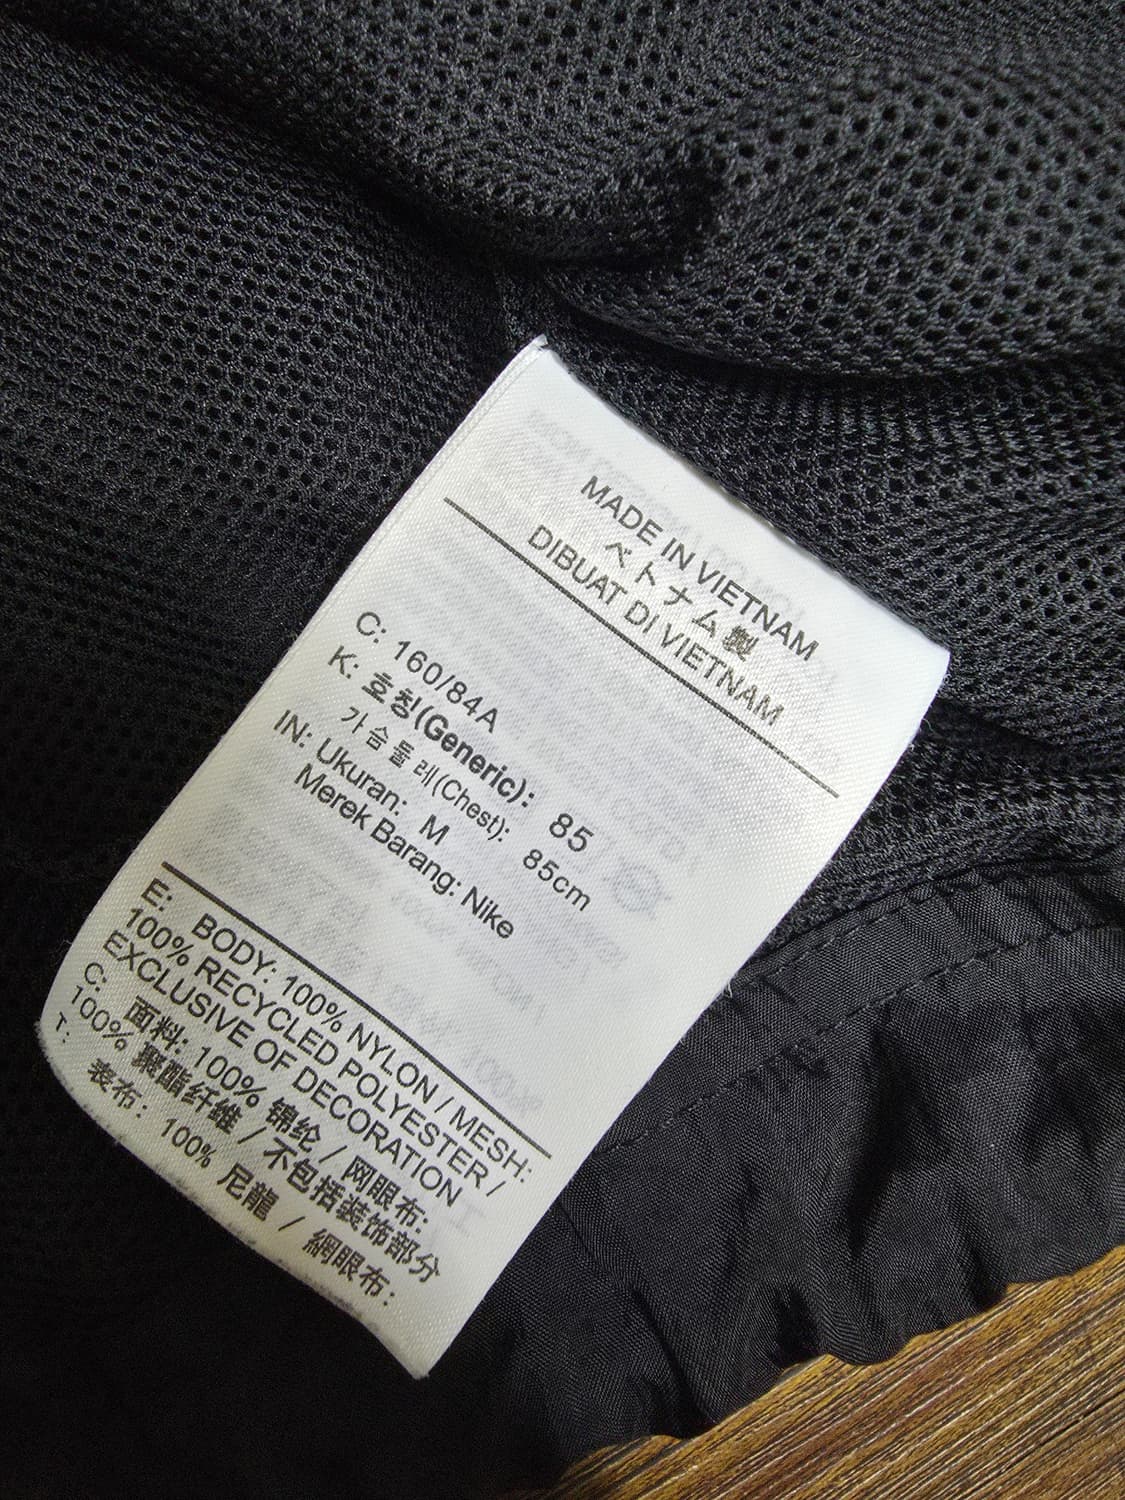 MADE IN VIETNAM
ベトナム製
DIBUAT DI VIETNAM
C: 160/84A
K: 호칭(Generic): 85
가슴둘레(Chest): 85cm
IN: Ukuran: M
Merek Barang: Nike
E: BODY: 100% NYLON / MESH:
100% RECYCLED POLYESTER /
EXCLUSIVE OF DECORATION
C: 面料: 100% 锦纶 / 网眼布:
100% 聚酯纤维 / 不包括装饰部分
T: 表布: 100% 尼龍 / 網眼布: